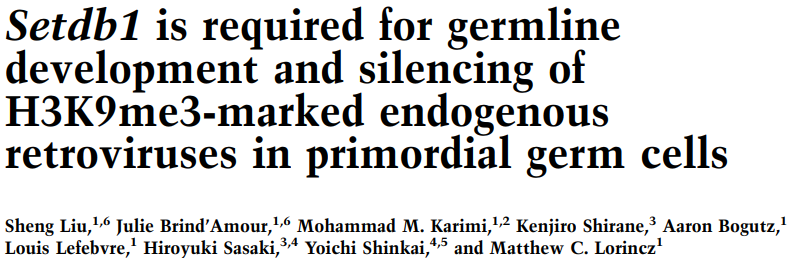 Setdb1 is required for germline
development and silencing of
H3K9me3-marked endogenous
retroviruses in primordial germ cells
Sheng Liu,1,6 Julie Brind’Amour,1,6 Mohammad M. Karimi,1,2 Kenjiro Shirane,3 Aaron Bogutz,1
Louis Lefebvre,1 Hiroyuki Sasaki,3,4 Yoichi Shinkai,4,5 and Matthew C. Lorincz1